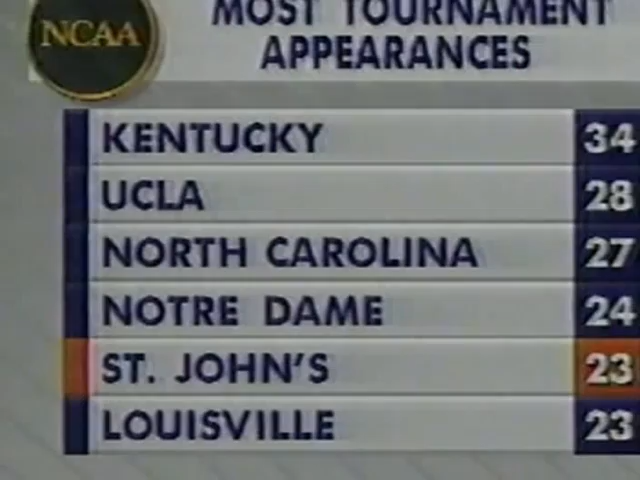 NCAA
MOST TOURNAMENT
APPEARANCES
KENTUCKY 34
UCLA 28
NORTH CAROLINA 27
NOTRE DAME 24
ST. JOHN'S 23
LOUISVILLE 23